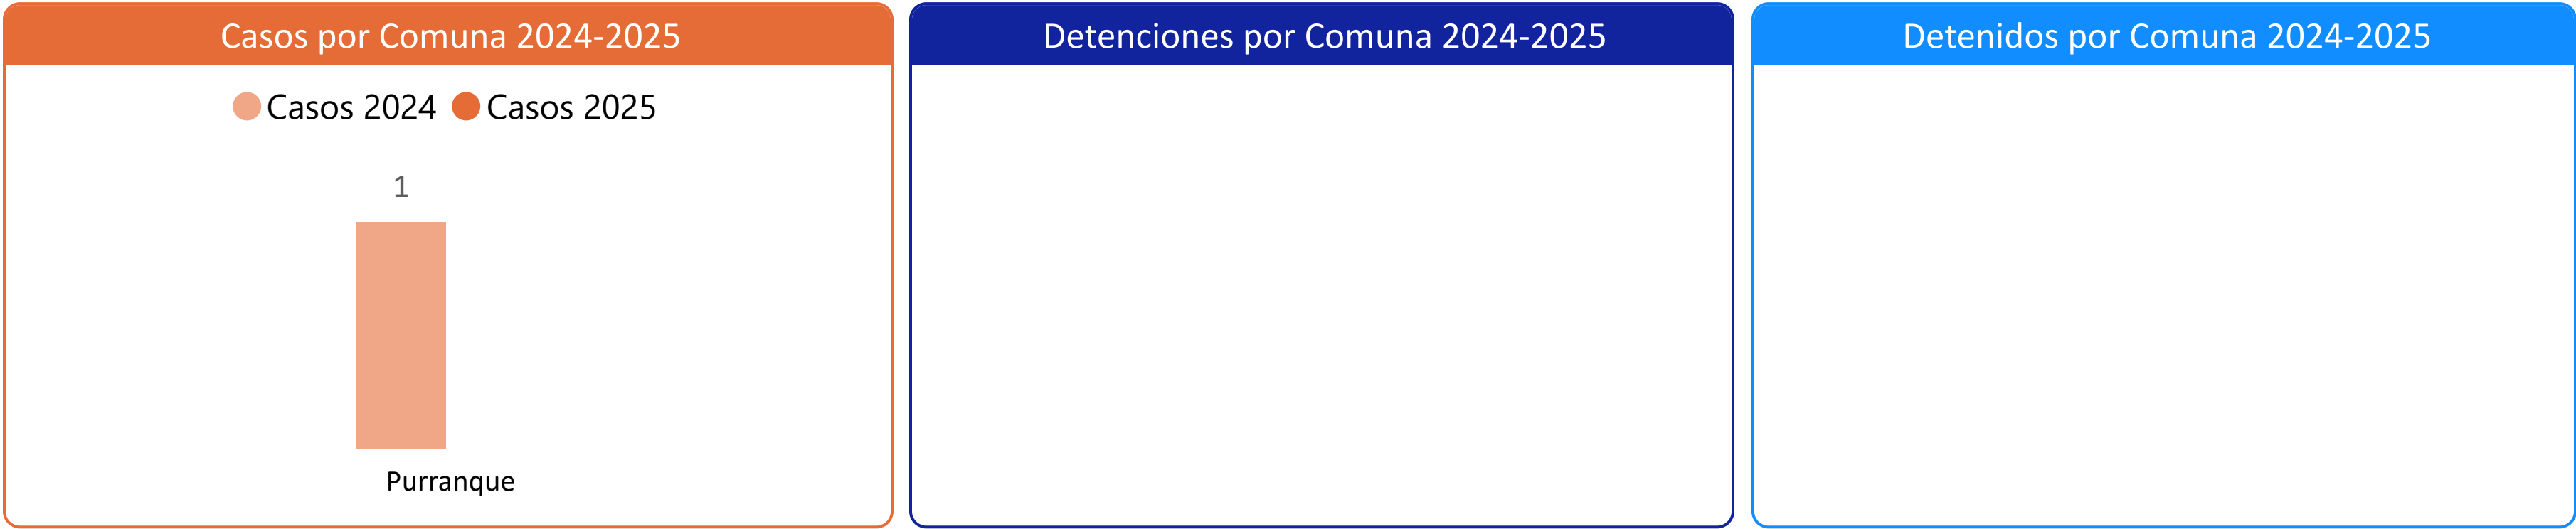 Casos por Comuna 2024-2025
Casos 2024 Casos 2025
1
Purranque
Detenciones por Comuna 2024-2025
Detenidos por Comuna 2024-2025